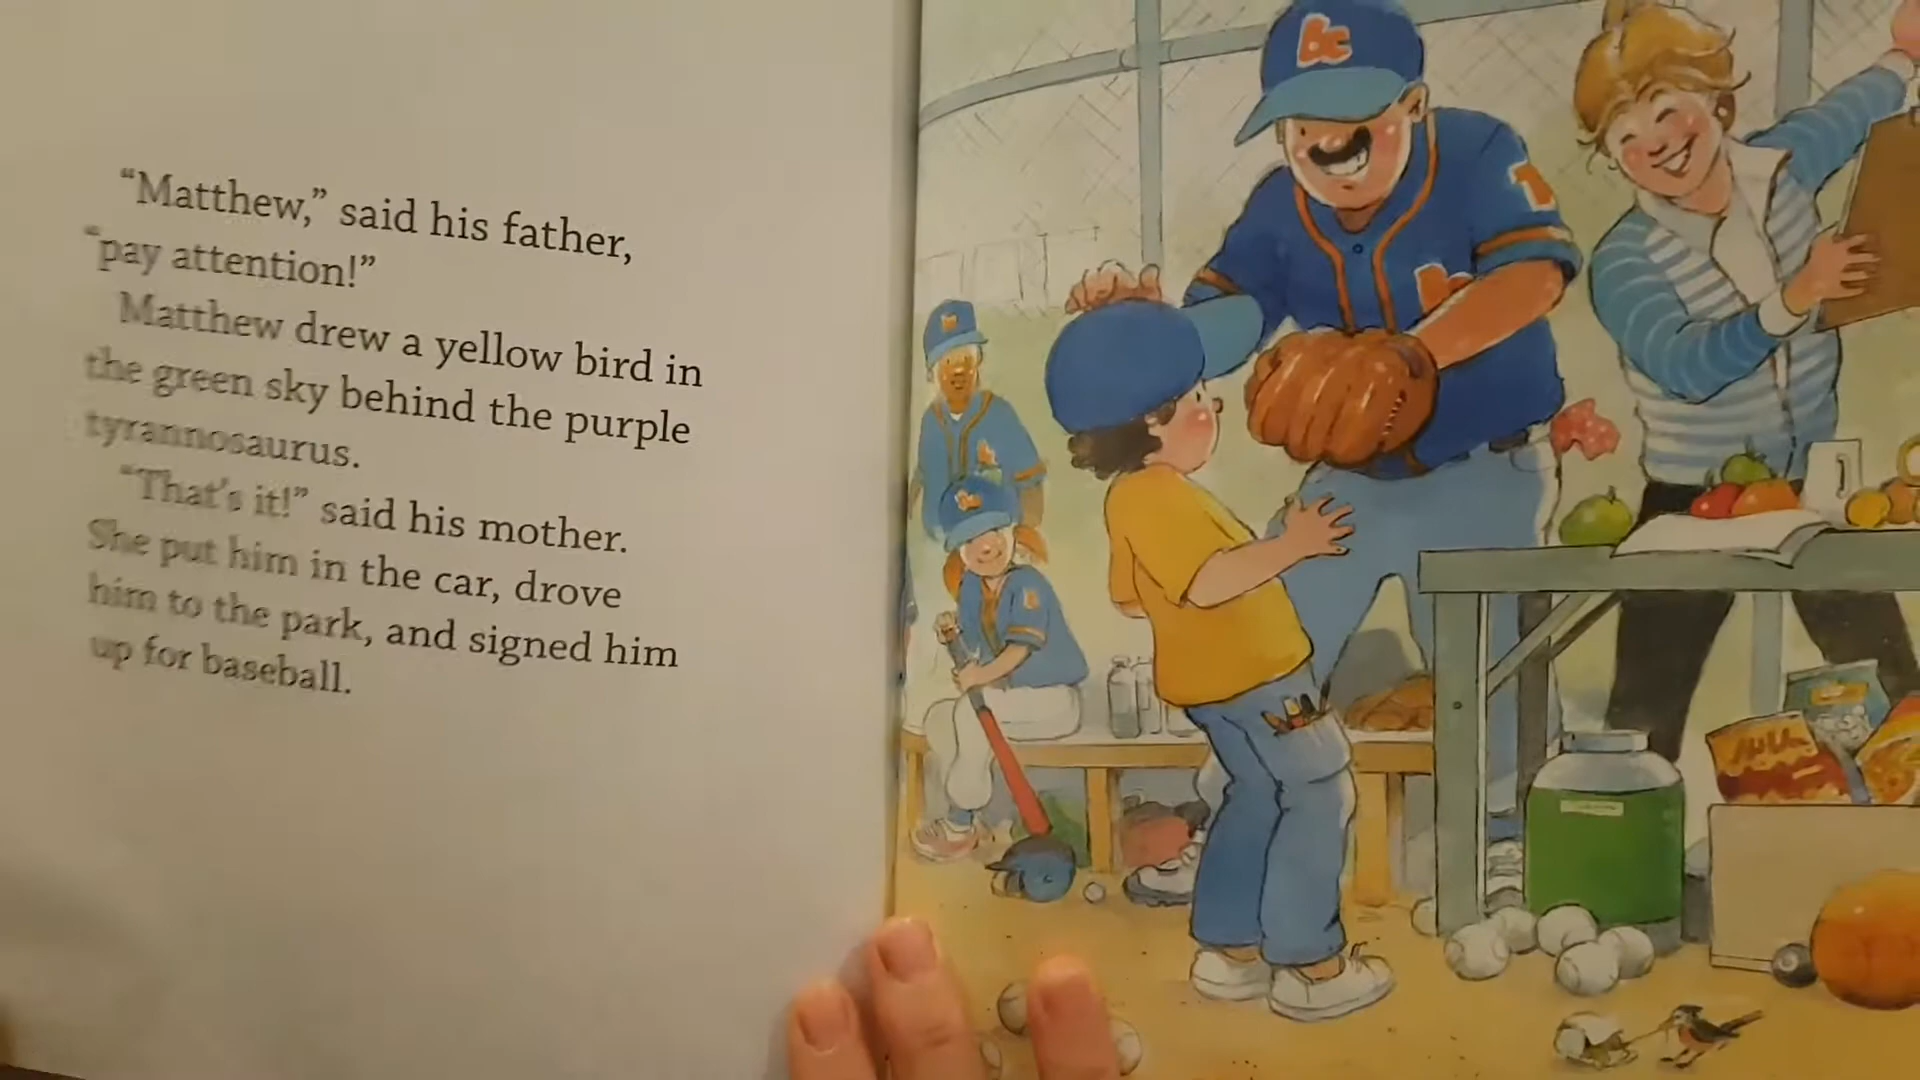 “Matthew,” said his father,
“pay attention!”
Matthew drew a yellow bird in
the green sky behind the purple
tyrannosaurus.
“That’s it!” said his mother.
She put him in the car, drove
him to the park, and signed him
up for baseball.
bc